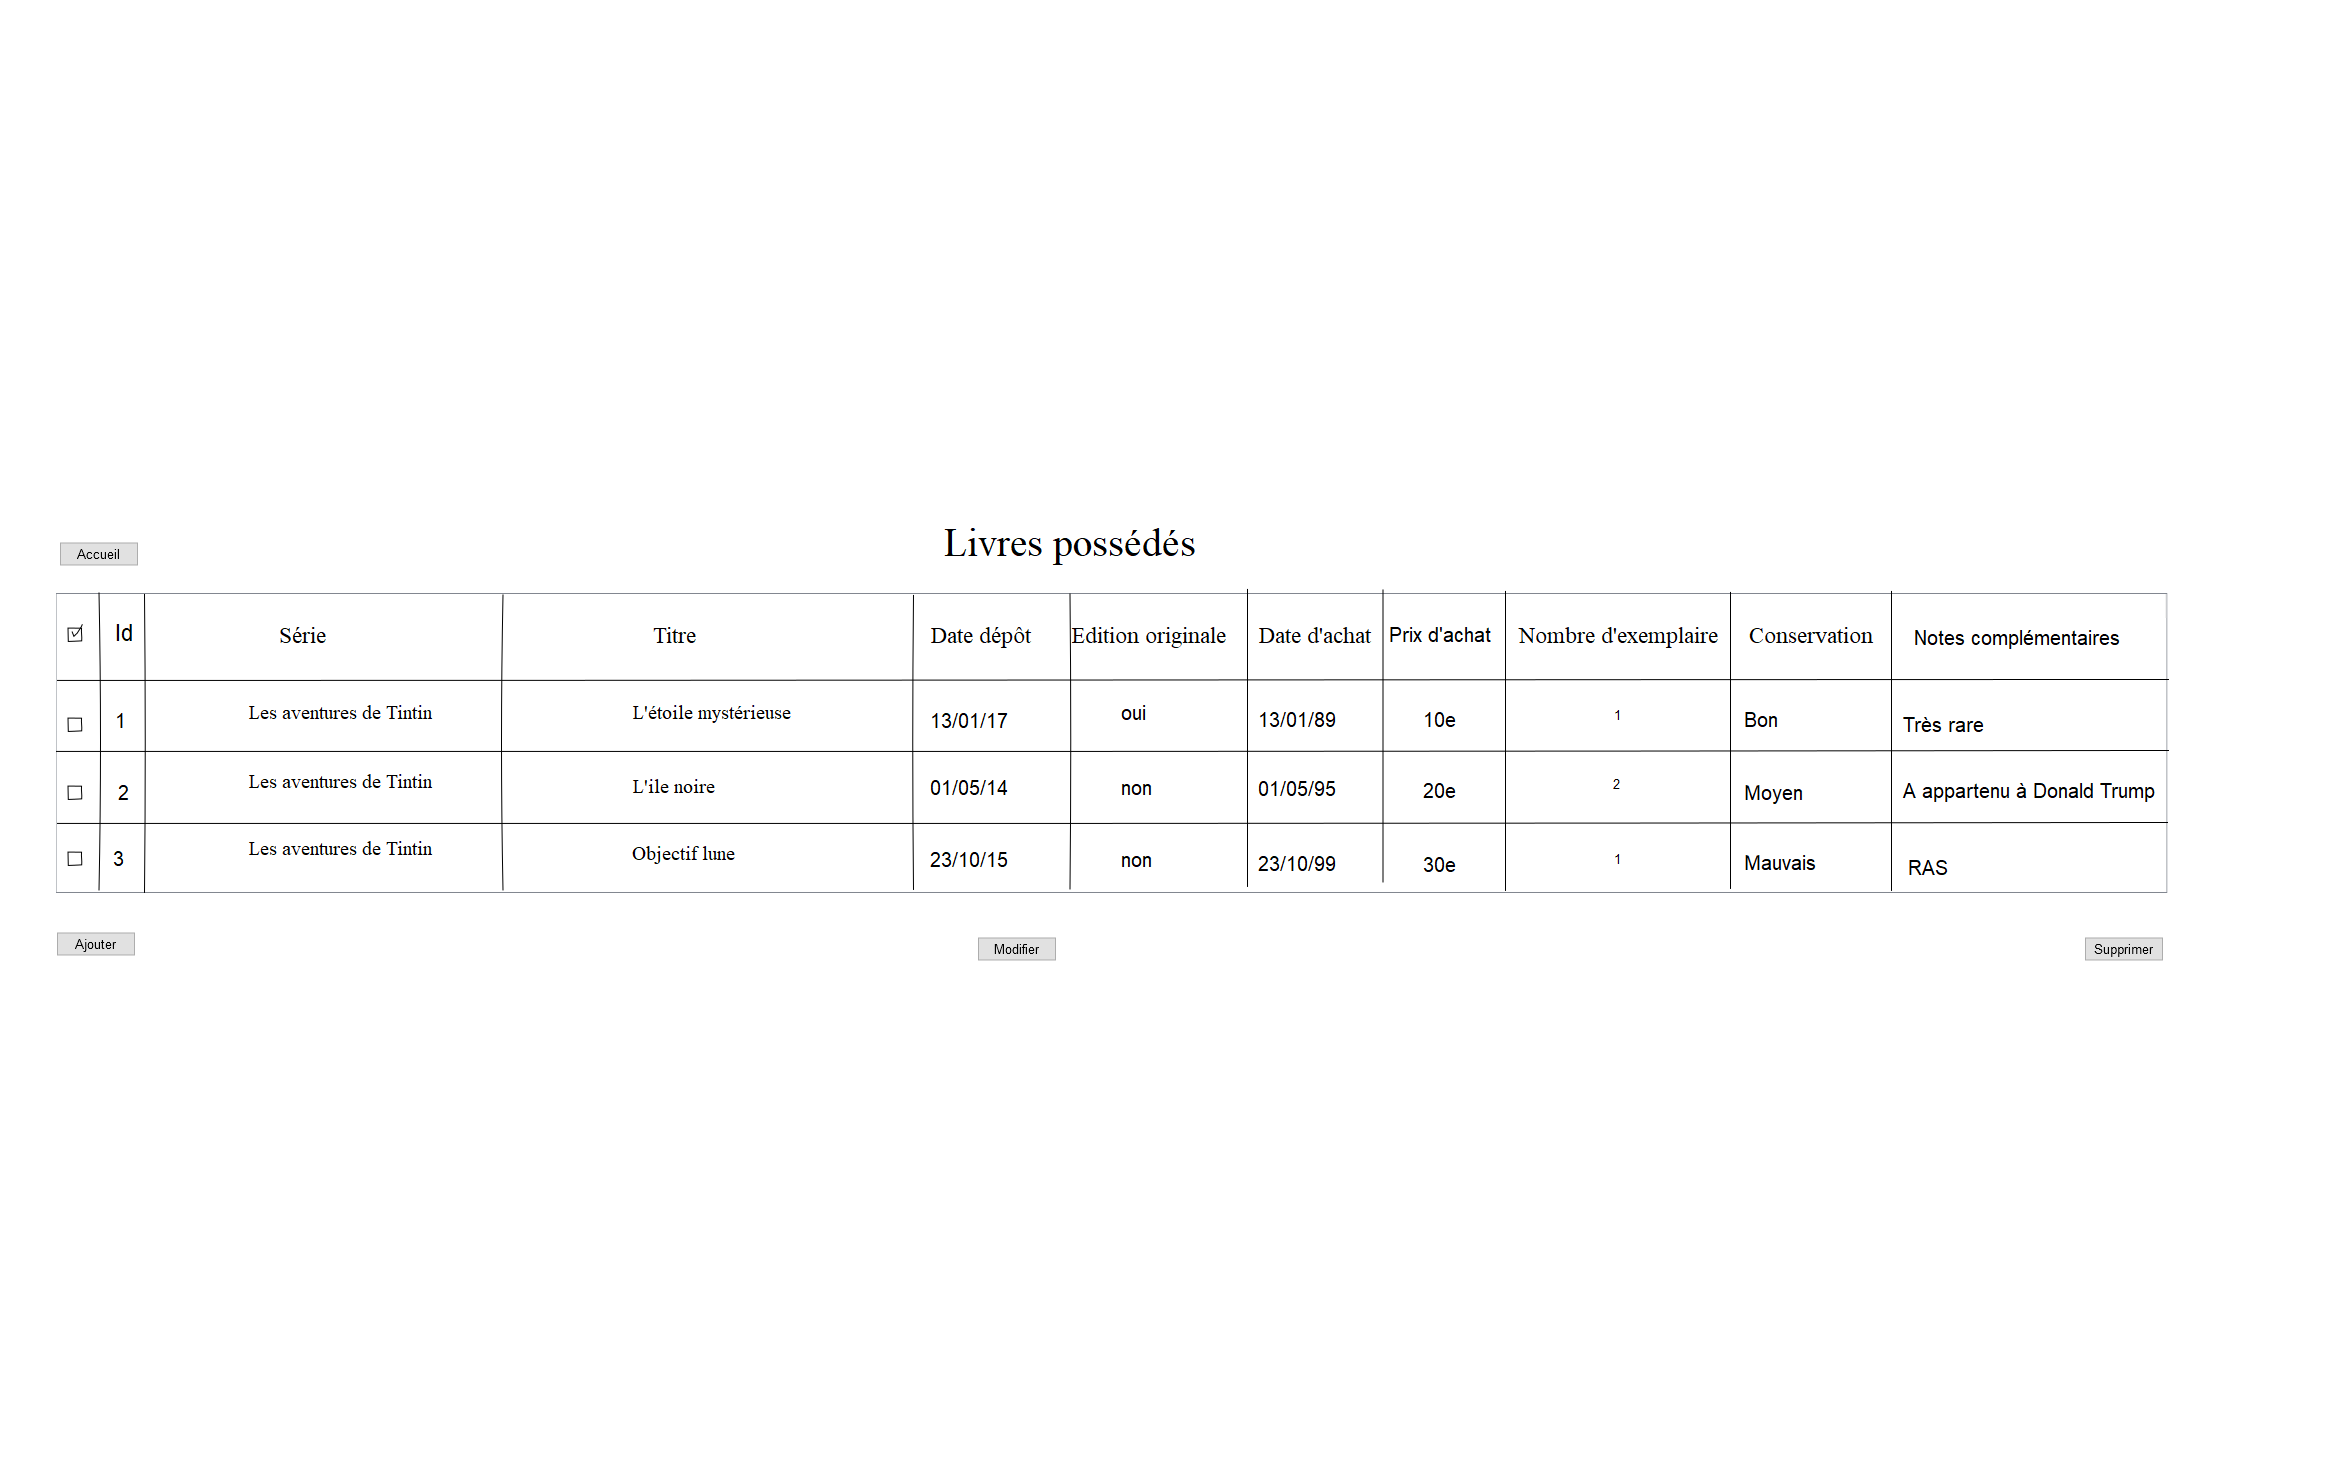 Livres possédés
Accueil
Id Série Titre Date dépôt Edition originale Date d'achat Prix d'achat Nombre d'exemplaire Conservation Notes complémentaires
1 Les aventures de Tintin L'étoile mystérieuse 13/01/17 oui 13/01/89 10e 1 Bon Très rare
2 Les aventures de Tintin L'ile noire 01/05/14 non 01/05/95 20e 2 Moyen A appartenu à Donald Trump
3 Les aventures de Tintin Objectif lune 23/10/15 non 23/10/99 30e 1 Mauvais RAS
Ajouter Modifier Supprimer